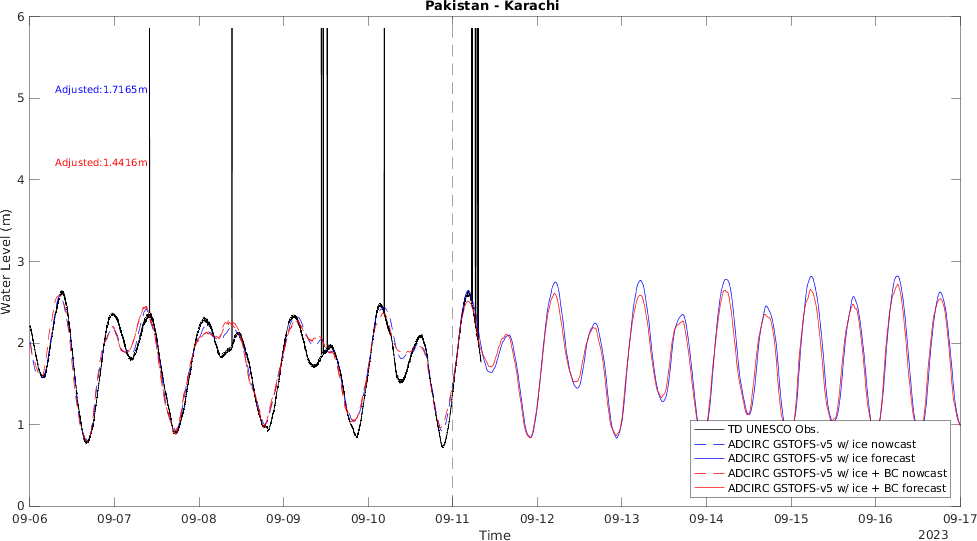 Pakistan - Karachi
6
5
4
3
2
1
0
Water Level (m)
Adjusted:1.7165m
Adjusted:1.4416m
TD UNESCO Obs.
ADCIRC GSTOFS-v5 w/ ice nowcast
ADCIRC GSTOFS-v5 w/ ice forecast
ADCIRC GSTOFS-v5 w/ ice + BC nowcast
ADCIRC GSTOFS-v5 w/ ice + BC forecast
09-06 09-07 09-08 09-09 09-10 09-11 09-12 09-13 09-14 09-15 09-16 09-17
Time
2023